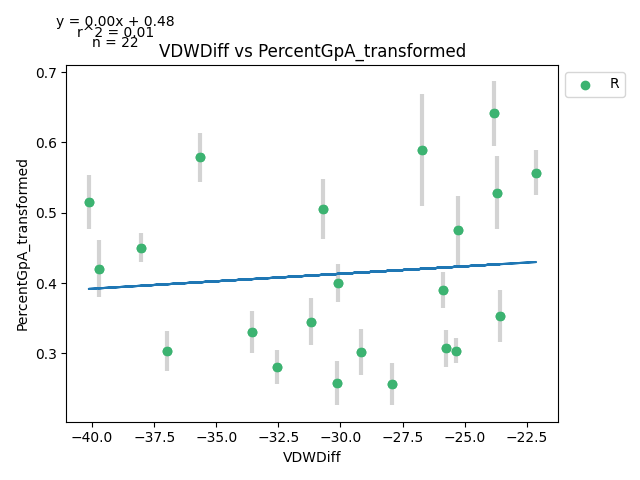 y = 0.00x + 0.48
r^2 = 0.01
n = 22
VDWDiff vs PercentGpA_transformed
R
PercentGpA_transformed
0.7
0.6
0.5
0.4
0.3
−40.0 −37.5 −35.0 −32.5 −30.0 −27.5 −25.0 −22.5
VDWDiff